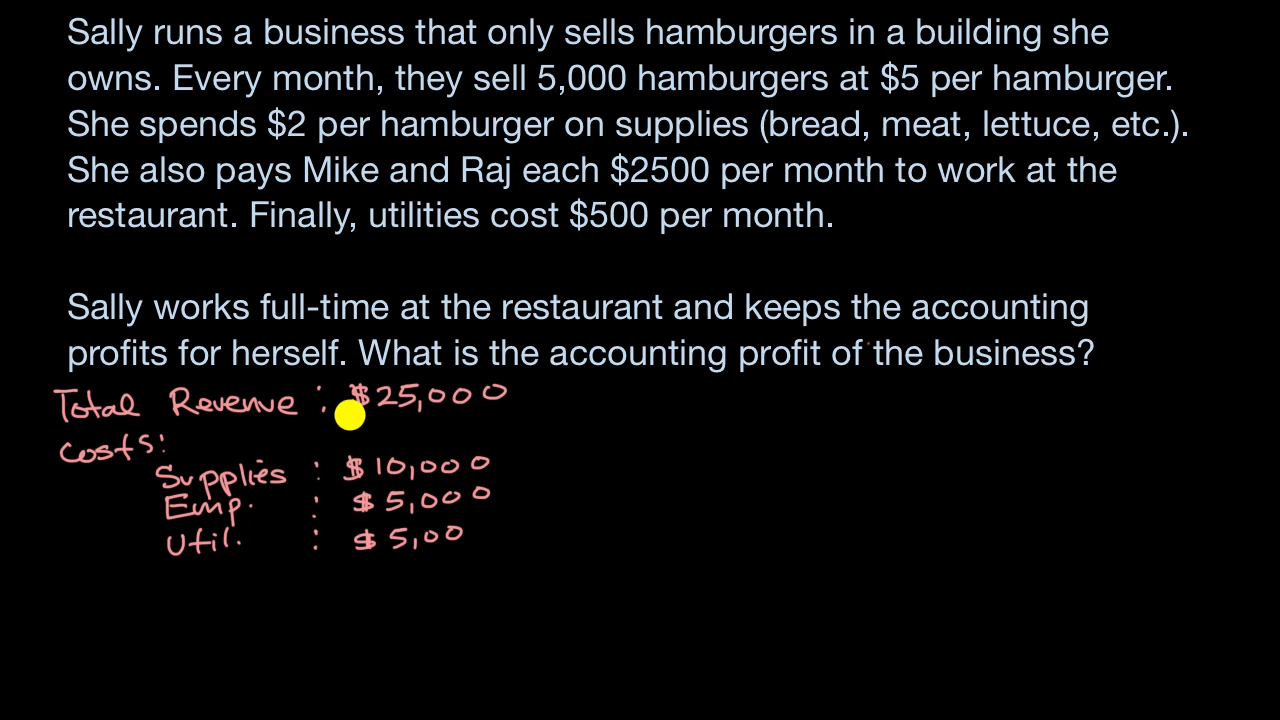 Sally runs a business that only sells hamburgers in a building she
owns. Every month, they sell 5,000 hamburgers at $5 per hamburger.
She spends $2 per hamburger on supplies (bread, meat, lettuce, etc.).
She also pays Mike and Raj each $2500 per month to work at the
restaurant. Finally, utilities cost $500 per month.
Sally works full-time at the restaurant and keeps the accounting
profits for herself. What is the accounting profit of the business?
Total Revenue : $25,000
Costs:
Supplies : $10,000
Emp. : $5,000
Util. : $5,00